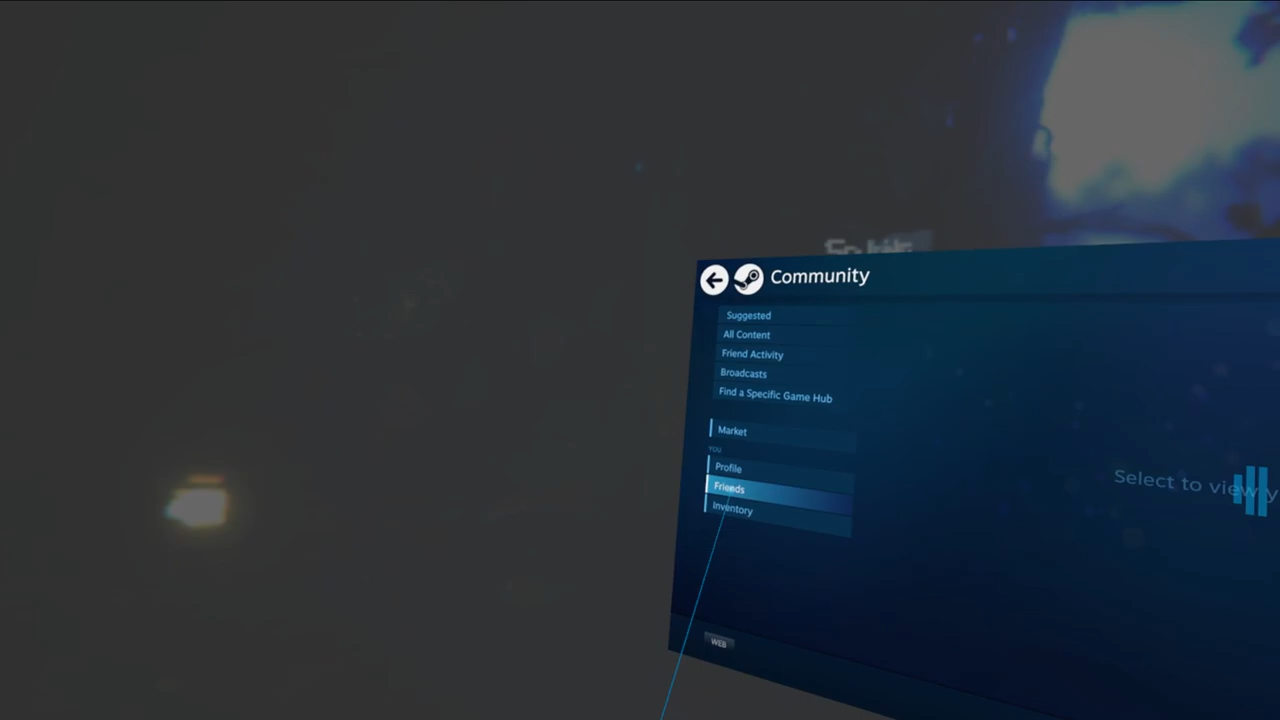 Community
Suggested
All Content
Friend Activity
Broadcasts
Find a Specific Game Hub
Market
YOU
Profile
Friends
Inventory
Select to view
WEB